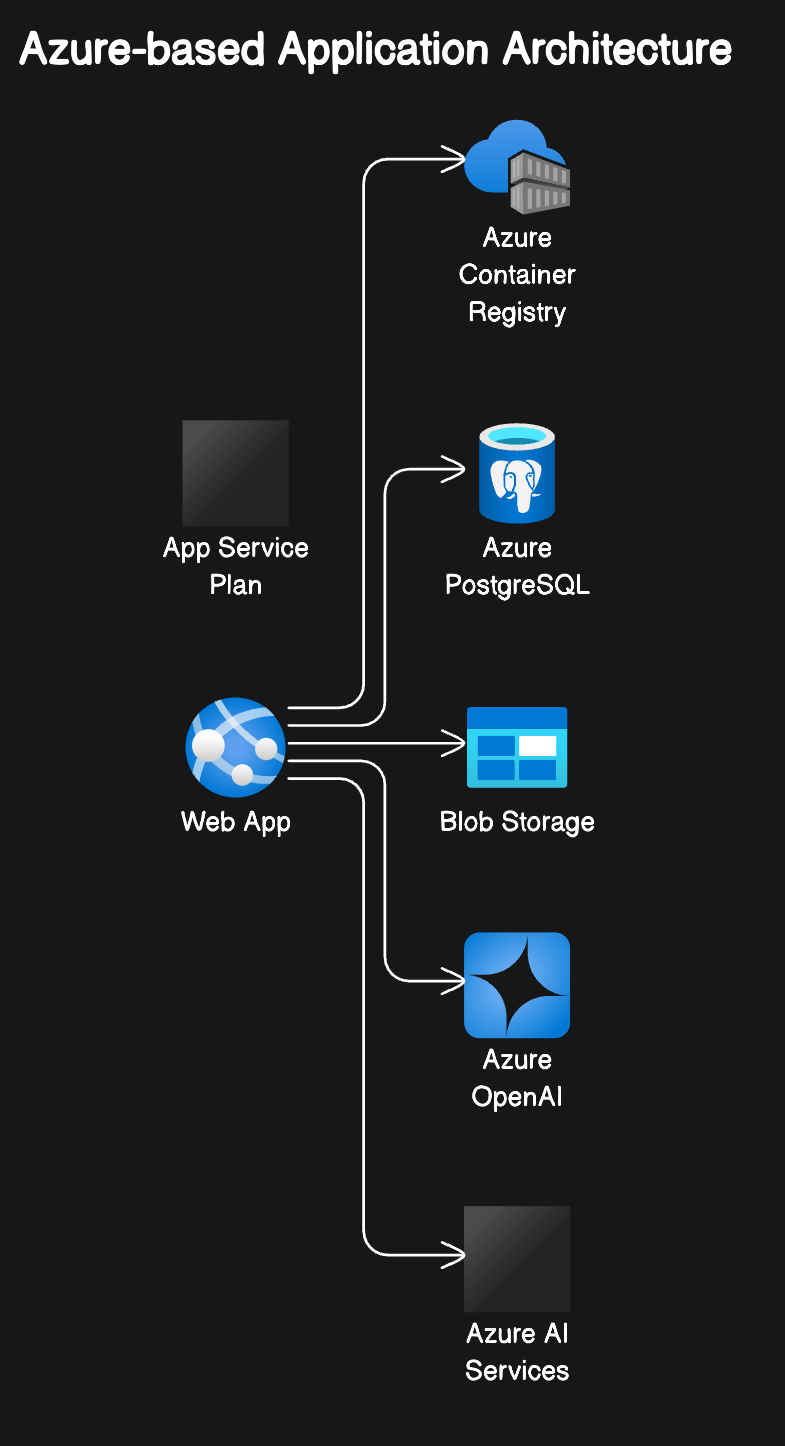 Azure-based Application Architecture
Azure
Container
Registry
App Service
Plan
Azure
PostgreSQL
Web App
Blob Storage
Azure
OpenAI
Azure AI
Services